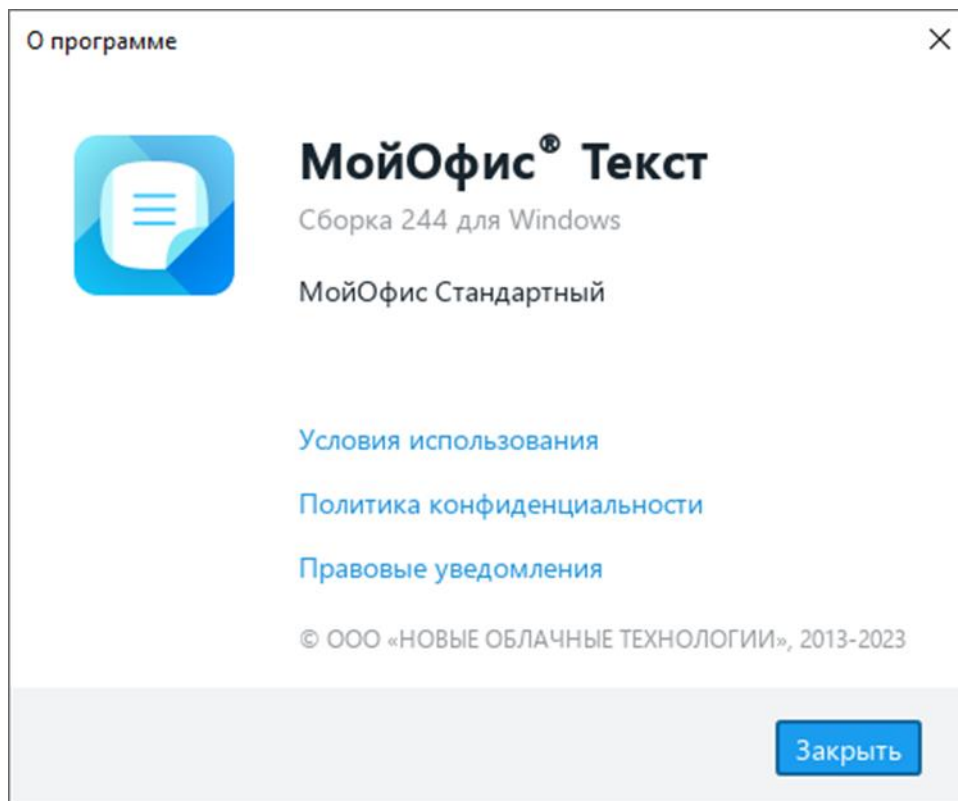 О программе
МойОфис® Текст
Сборка 244 для Windows
МойОфис Стандартный
Условия использования
Политика конфиденциальности
Правовые уведомления
© ООО «НОВЫЕ ОБЛАЧНЫЕ ТЕХНОЛОГИИ», 2013-2023
Закрыть